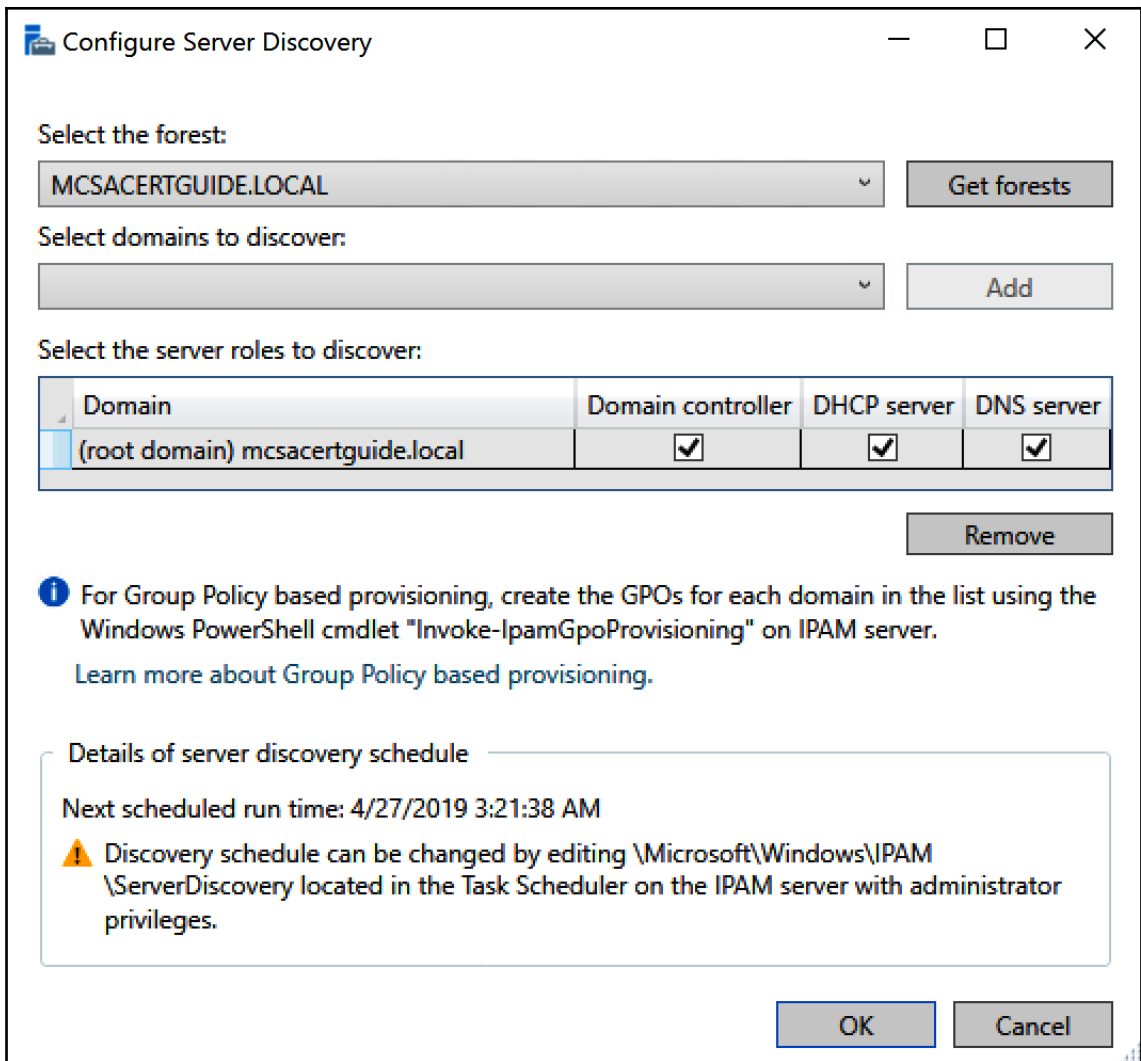 Configure Server Discovery
Select the forest:
MCSACERTGUIDE.LOCAL
Get forests
Select domains to discover:
Add
Select the server roles to discover:
Domain Domain controller DHCP server DNS server
(root domain) mcsacertguide.local
Remove
For Group Policy based provisioning, create the GPOs for each domain in the list using the
Windows PowerShell cmdlet "Invoke-IpamGpoProvisioning" on IPAM server.
Learn more about Group Policy based provisioning.
Details of server discovery schedule
Next scheduled run time: 4/27/2019 3:21:38 AM
Discovery schedule can be changed by editing \Microsoft\Windows\IPAM
\ServerDiscovery located in the Task Scheduler on the IPAM server with administrator
privileges.
OK Cancel